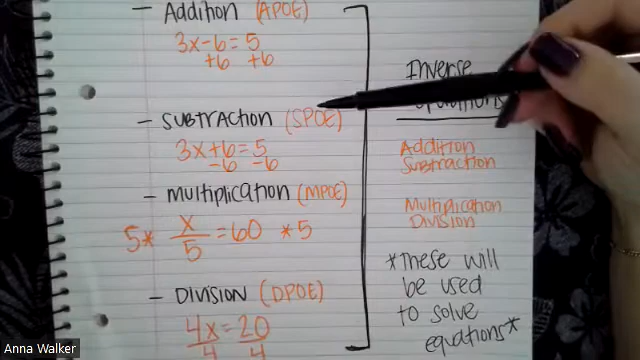 - Addition (APOE)
3x-6=5
+6 +6
- Subtraction (SPOE)
3x+6=5
-6 -6
- Multiplication (MPOE)
5* x/5 =60 *5
- Division (DPOE)
4x=20
4 4
Inverse
Addition
Subtraction
Multiplication
Division
*These will
be used
to solve
equations*
Anna Walker